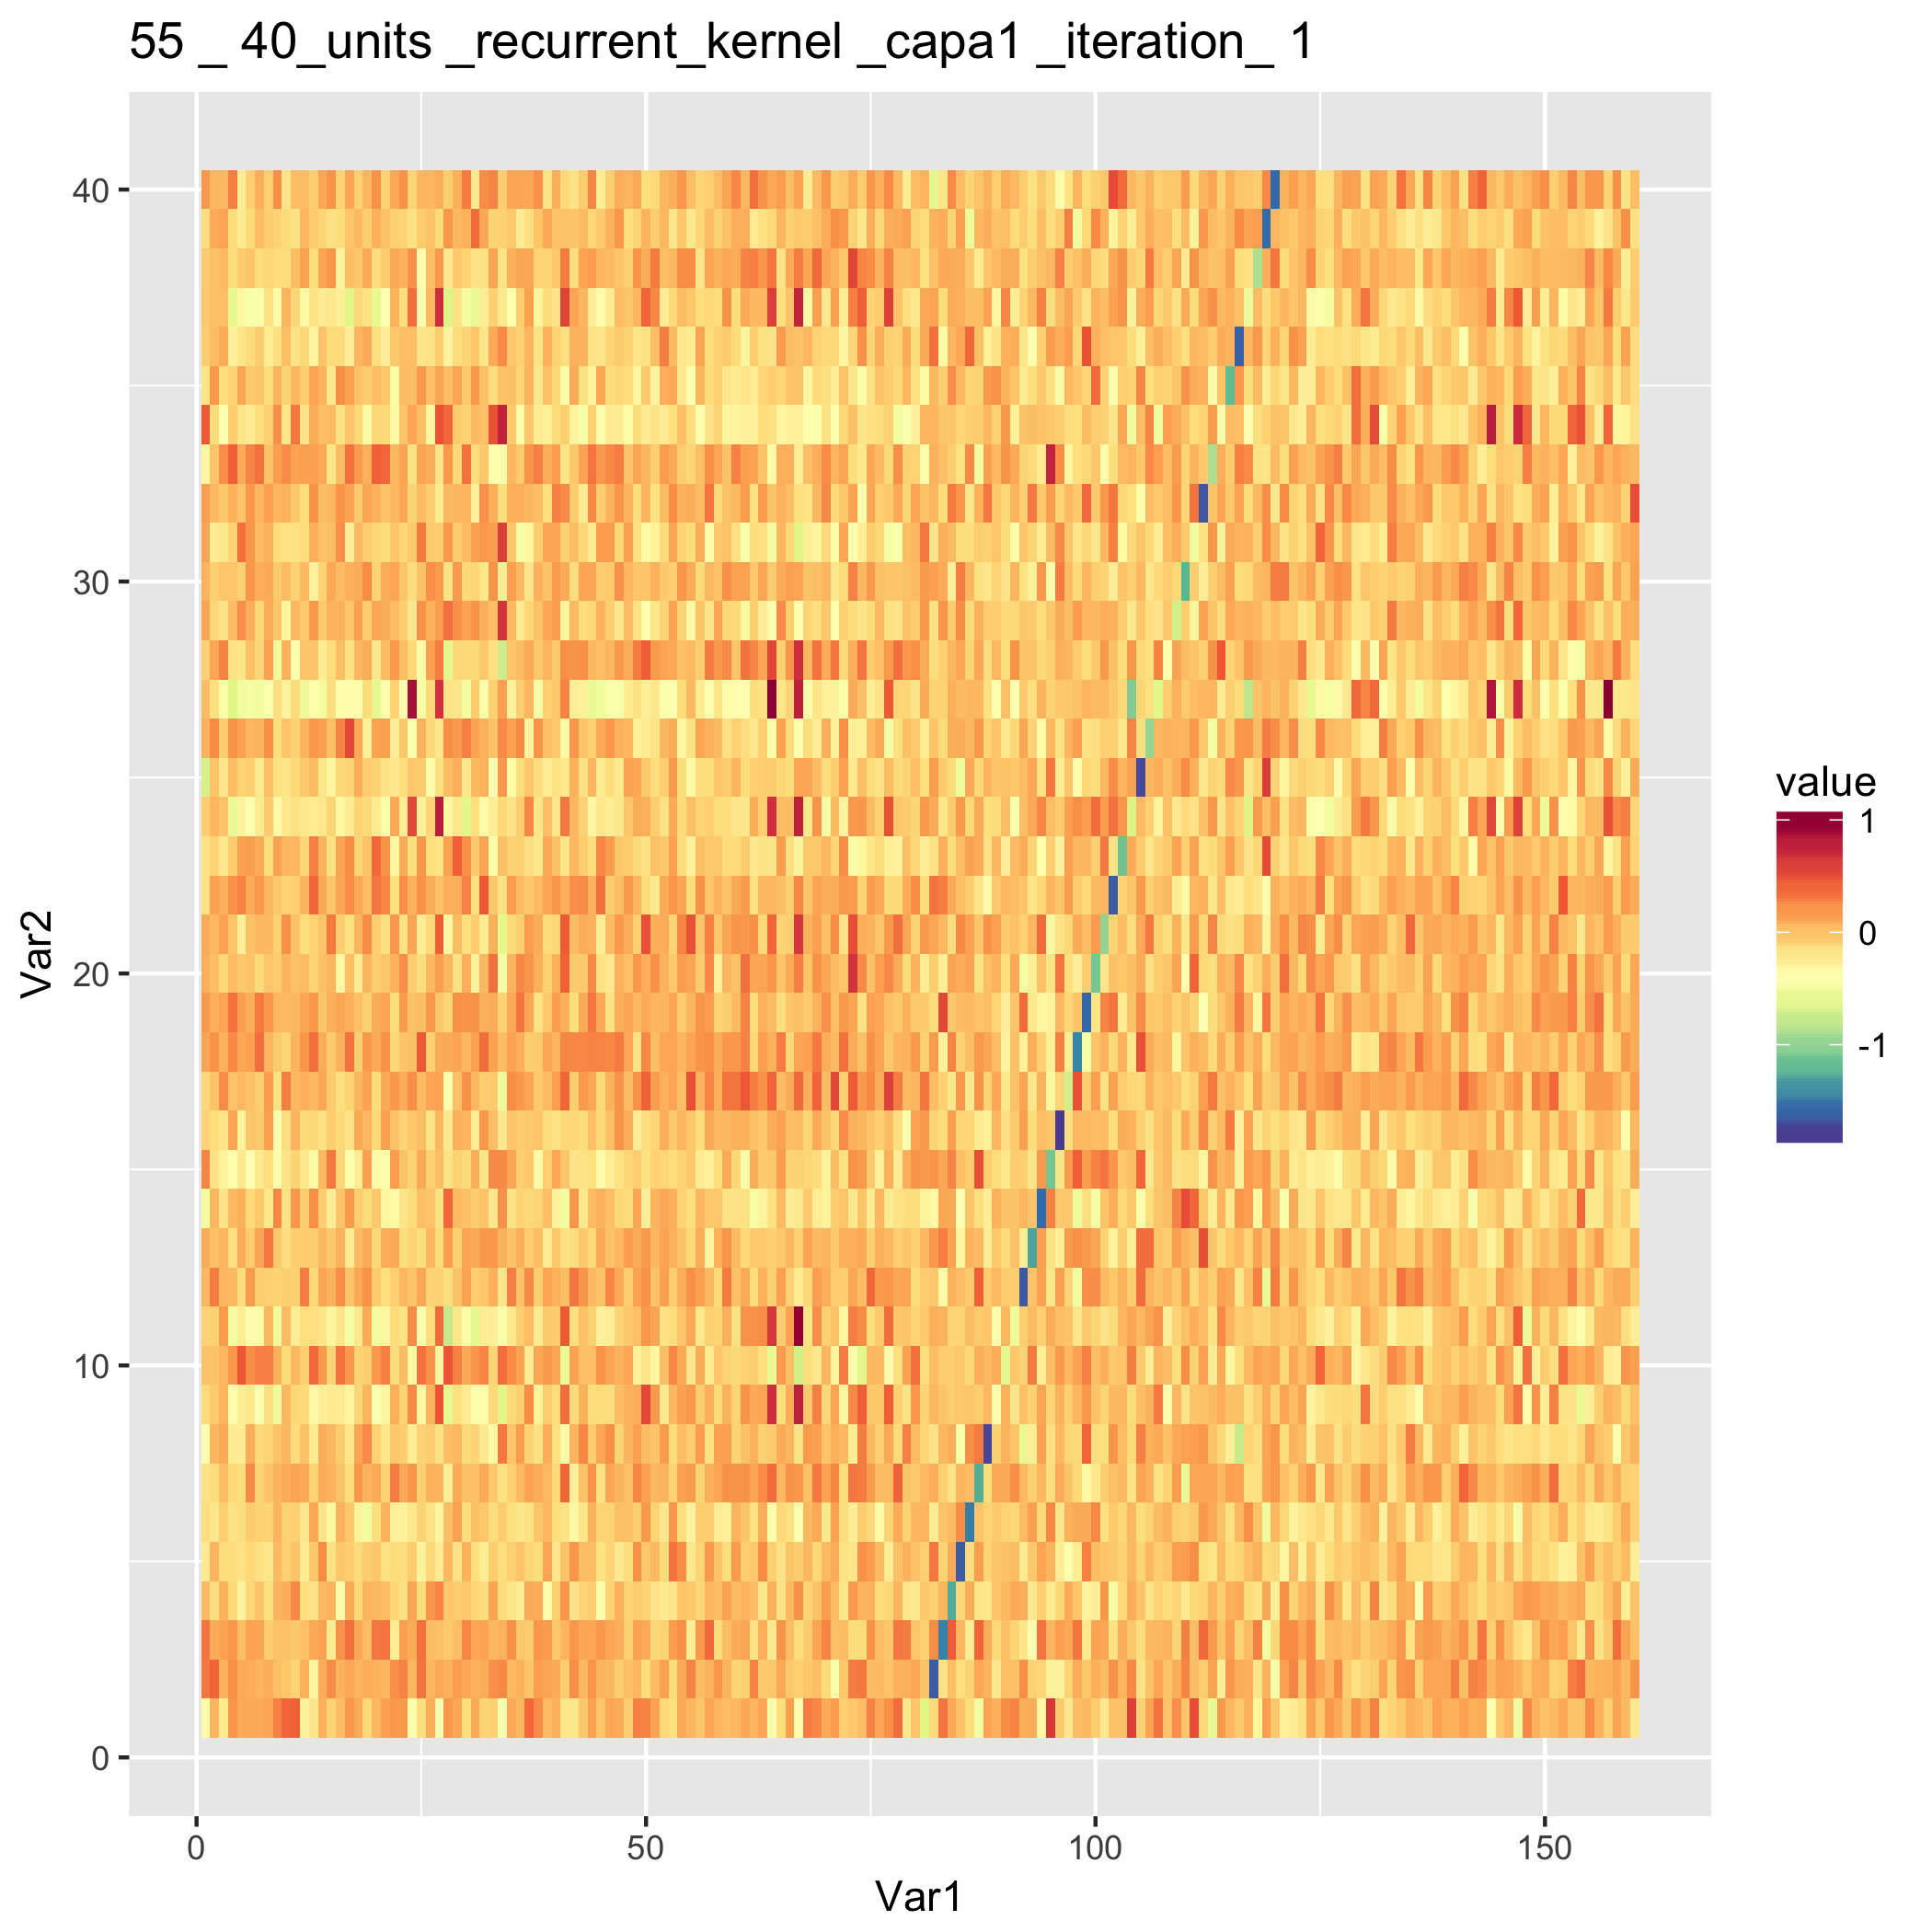 55 _ 40_units _recurrent_kernel _capa1 _iteration_ 1
40
30
20
10
0
Var2
0 50 100 150
Var1
value
1
0
-1